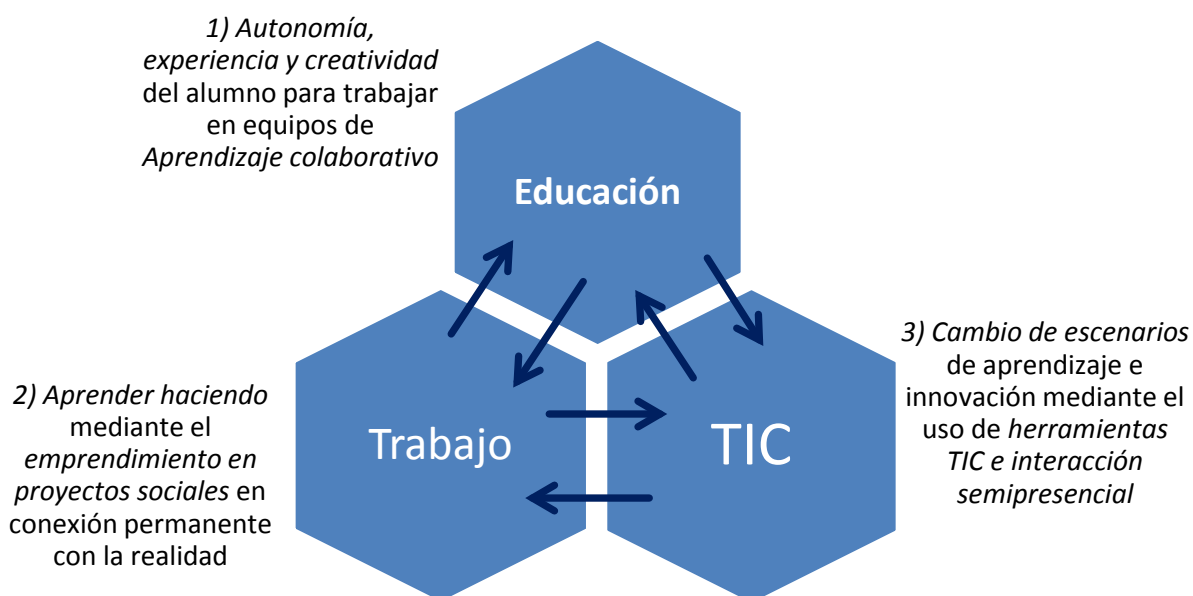 1) Autonomía,
experiencia y creatividad
del alumno para trabajar
en equipos de
Aprendizaje colaborativo
Educación
2) Aprender haciendo
mediante el
emprendimiento en
proyectos sociales en
conexión permanente
con la realidad
Trabajo
TIC
3) Cambio de escenarios
de aprendizaje e
innovación mediante el
uso de herramientas
TIC e interacción
semipresencial